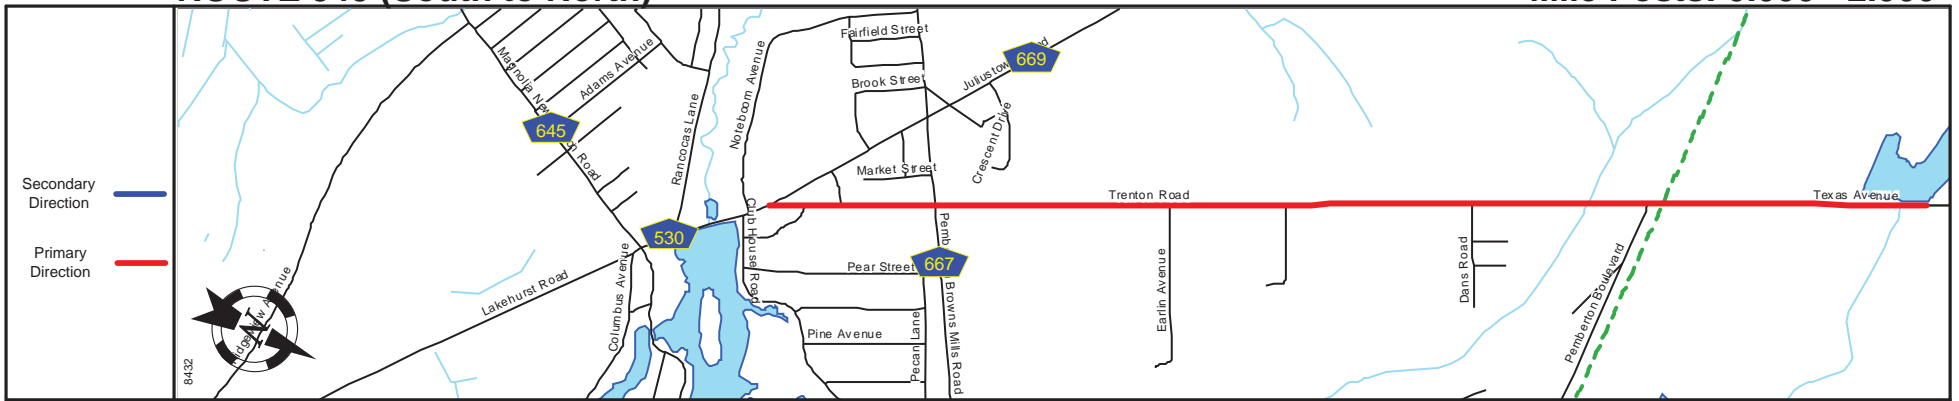 Secondary
Direction
Primary
Direction
8432
Fairfield Street
Brook Street
Market Street
Adams Avenue
645
Rancocas Lane
Noteboom Avenue
669
Crescent Drive
Trenton Road
Texas Avenue
530
Club House Road
667
Pear Street
Browns Mills Road
Lakehurst Road
Columbus Avenue
Pine Avenue
Pecan Lane
Earlin Avenue
Dans Road
Pemberton Boulevard
N